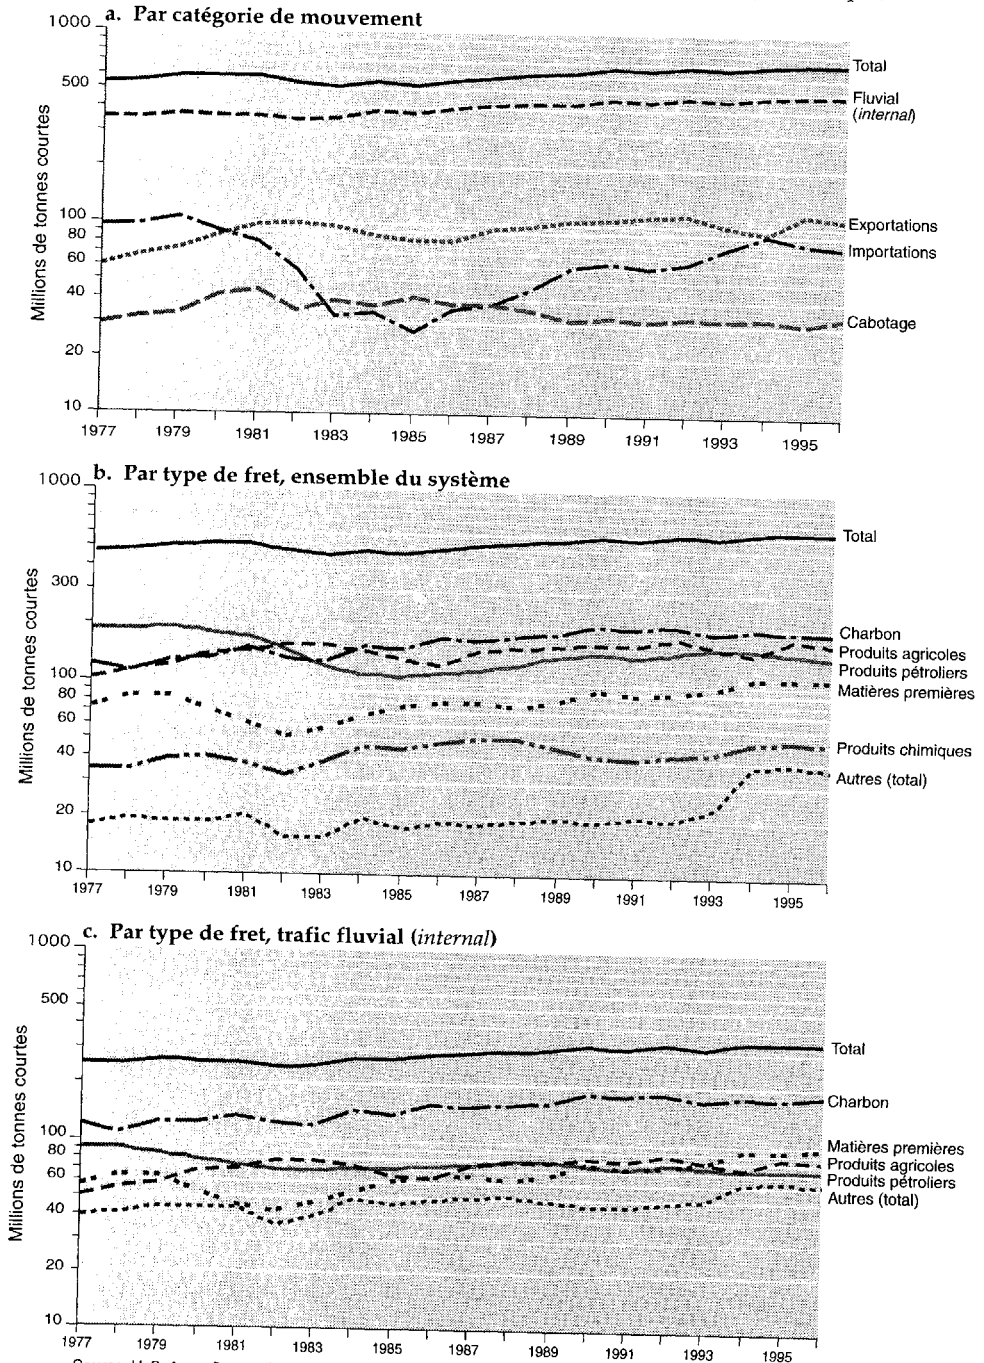 a. Par catégorie de mouvement
Millions de tonnes courtes
1000
500
100
80
60
40
20
10
Total
Fluvial
(internal)
Exportations
Importations
Cabotage
1977 1979 1981 1983 1985 1987 1989 1991 1993 1995
b. Par type de fret, ensemble du système
Millions de tonnes courtes
1000
300
100
80
60
40
20
10
Total
Charbon
Produits agricoles
Produits pétroliers
Matières premières
Produits chimiques
Autres (total)
1977 1979 1981 1983 1985 1987 1989 1991 1993 1995
c. Par type de fret, trafic fluvial (internal)
Millions de tonnes courtes
1000
500
100
80
60
40
20
10
Total
Charbon
Matières premières
Produits agricoles
Produits pétroliers
Autres (total)
1977 1979 1981 1983 1985 1987 1989 1991 1993 1995